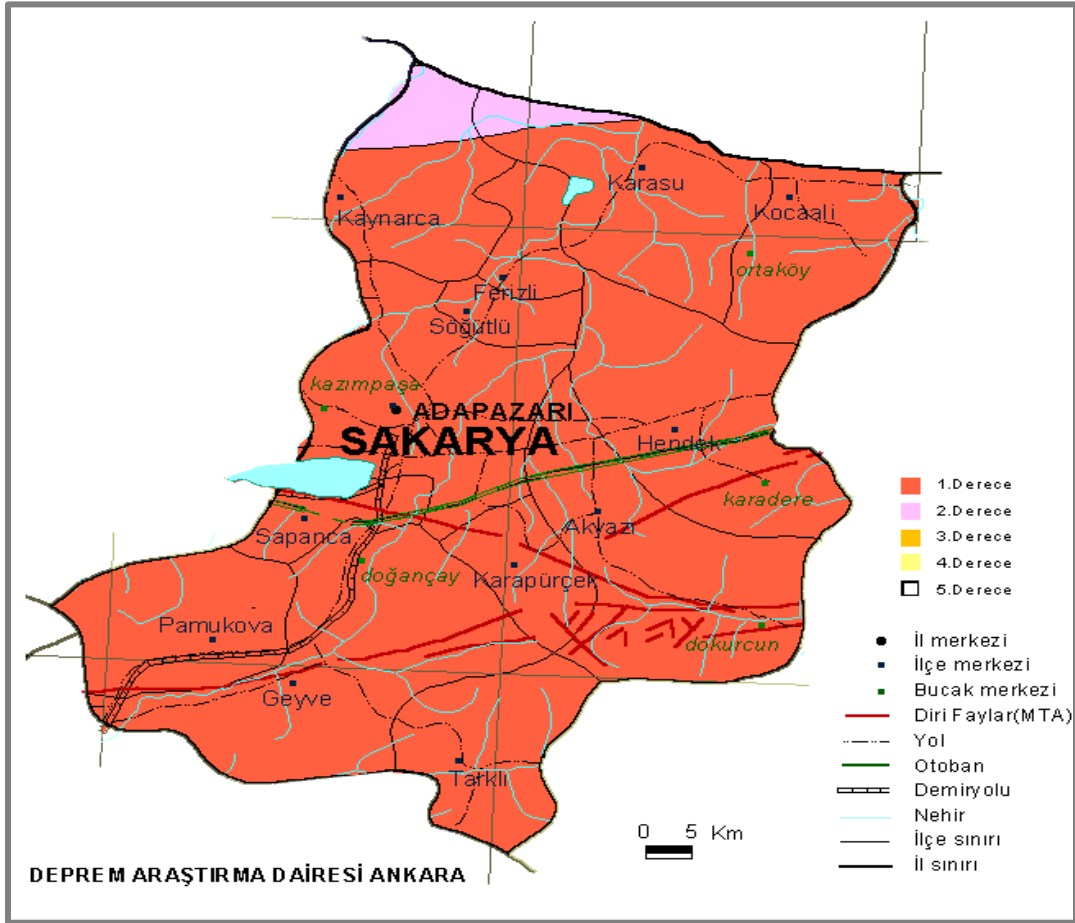 Karasu
Kocaali
Kaynarca
ortaköy
Ferizli
Söğütlü
kazımpaşa
ADAPAZARI
SAKARYA
Hendek
karadere
Akyazı
Sapanca
doğançay
Karapürçek
Pamukova
dokurcun
Geyve
Tarklı
1.Derece
2.Derece
3.Derece
4.Derece
5.Derece
İl merkezi
İlçe merkezi
Bucak merkezi
Diri Faylar(MTA)
Yol
Otoban
Demiryolu
Nehir
İlçe sınırı
İl sınırı
0 5 Km
DEPREM ARAŞTIRMA DAİRESİ ANKARA